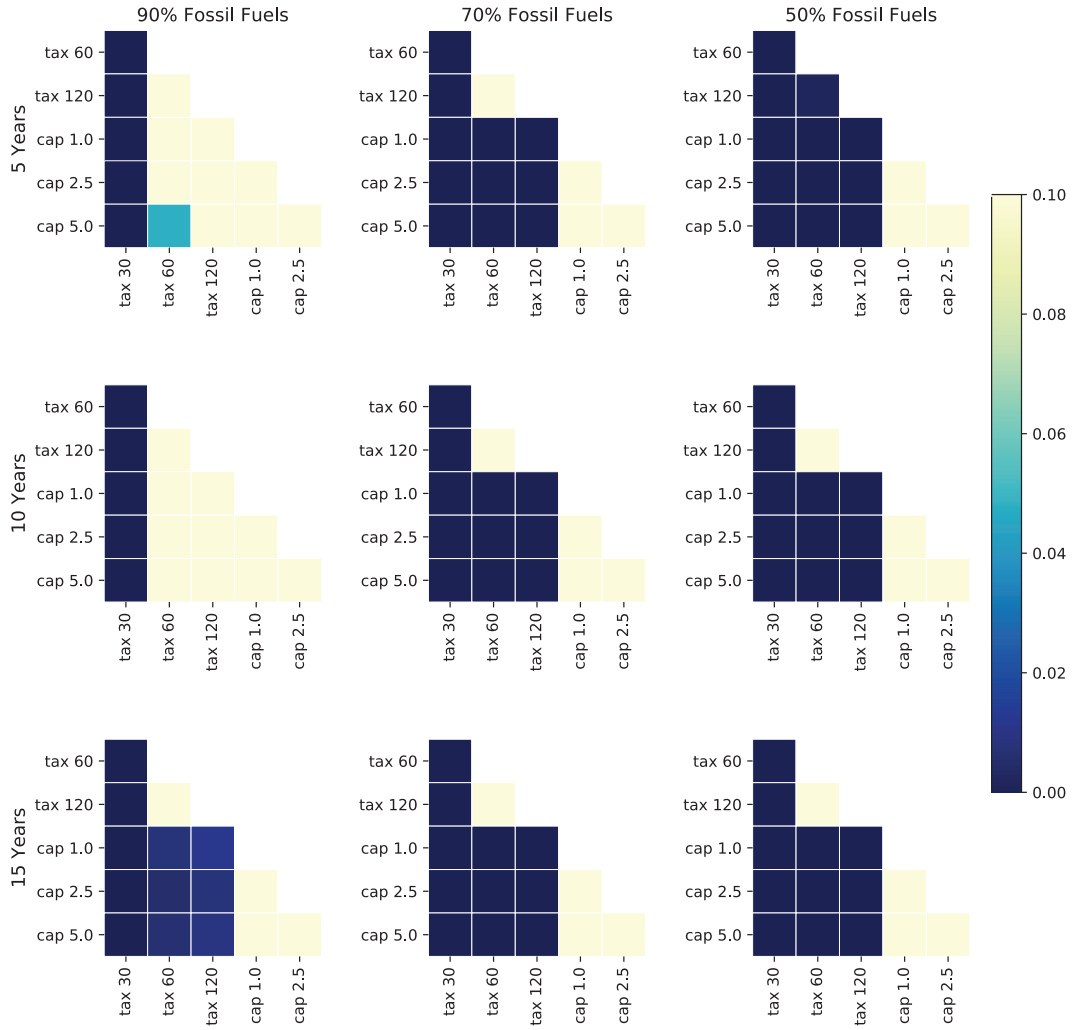 90% Fossil Fuels 70% Fossil Fuels 50% Fossil Fuels
5 Years
tax 60
tax 120
cap 1.0
cap 2.5
cap 5.0
tax 30 tax 60 tax 120 cap 1.0 cap 2.5
tax 60
tax 120
cap 1.0
cap 2.5
cap 5.0
tax 30 tax 60 tax 120 cap 1.0 cap 2.5
tax 60
tax 120
cap 1.0
cap 2.5
cap 5.0
tax 30 tax 60 tax 120 cap 1.0 cap 2.5
10 Years
tax 60
tax 120
cap 1.0
cap 2.5
cap 5.0
tax 30 tax 60 tax 120 cap 1.0 cap 2.5
tax 60
tax 120
cap 1.0
cap 2.5
cap 5.0
tax 30 tax 60 tax 120 cap 1.0 cap 2.5
tax 60
tax 120
cap 1.0
cap 2.5
cap 5.0
tax 30 tax 60 tax 120 cap 1.0 cap 2.5
15 Years
tax 60
tax 120
cap 1.0
cap 2.5
cap 5.0
tax 30 tax 60 tax 120 cap 1.0 cap 2.5
tax 60
tax 120
cap 1.0
cap 2.5
cap 5.0
tax 30 tax 60 tax 120 cap 1.0 cap 2.5
tax 60
tax 120
cap 1.0
cap 2.5
cap 5.0
tax 30 tax 60 tax 120 cap 1.0 cap 2.5
0.10
0.08
0.06
0.04
0.02
0.00